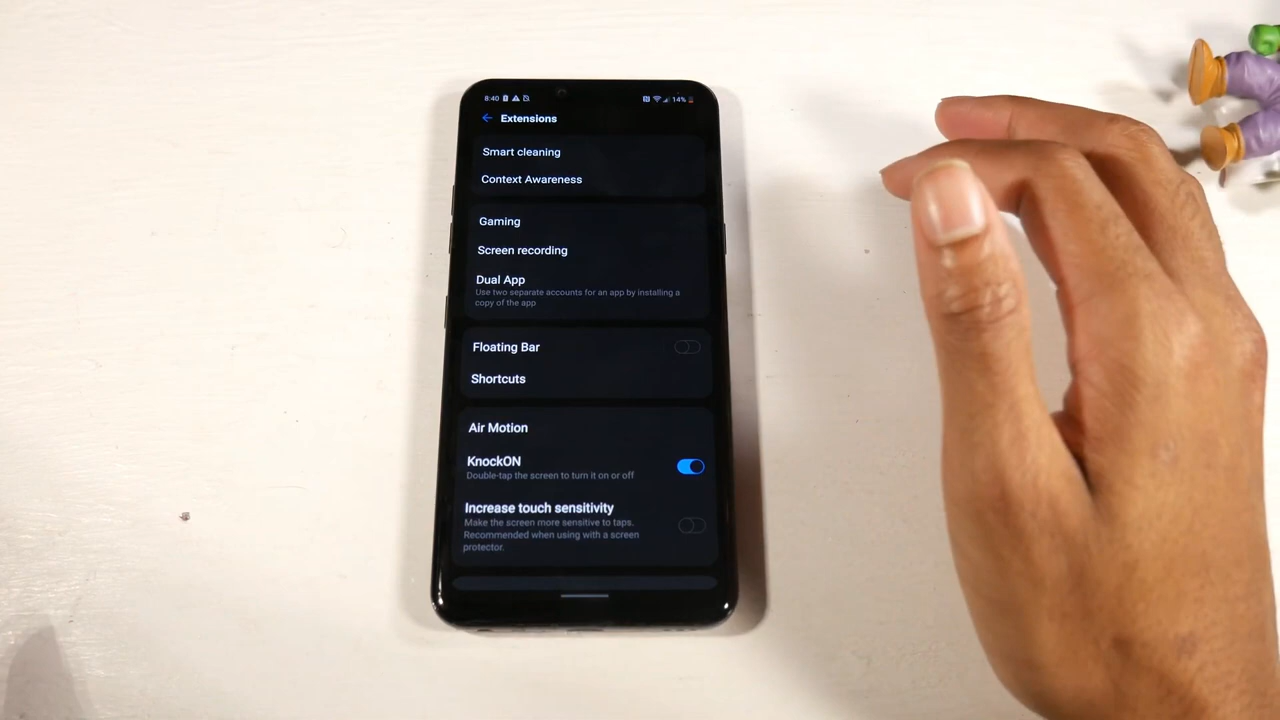 8:40 14%
Extensions
Smart cleaning
Context Awareness
Gaming
Screen recording
Dual App
Use two separate accounts for an app by installing a
copy of the app
Floating Bar
Shortcuts
Air Motion
KnockON
Double-tap the screen to turn it on or off
Increase touch sensitivity
Make the screen more sensitive to taps.
Recommended when using with a screen
protector.